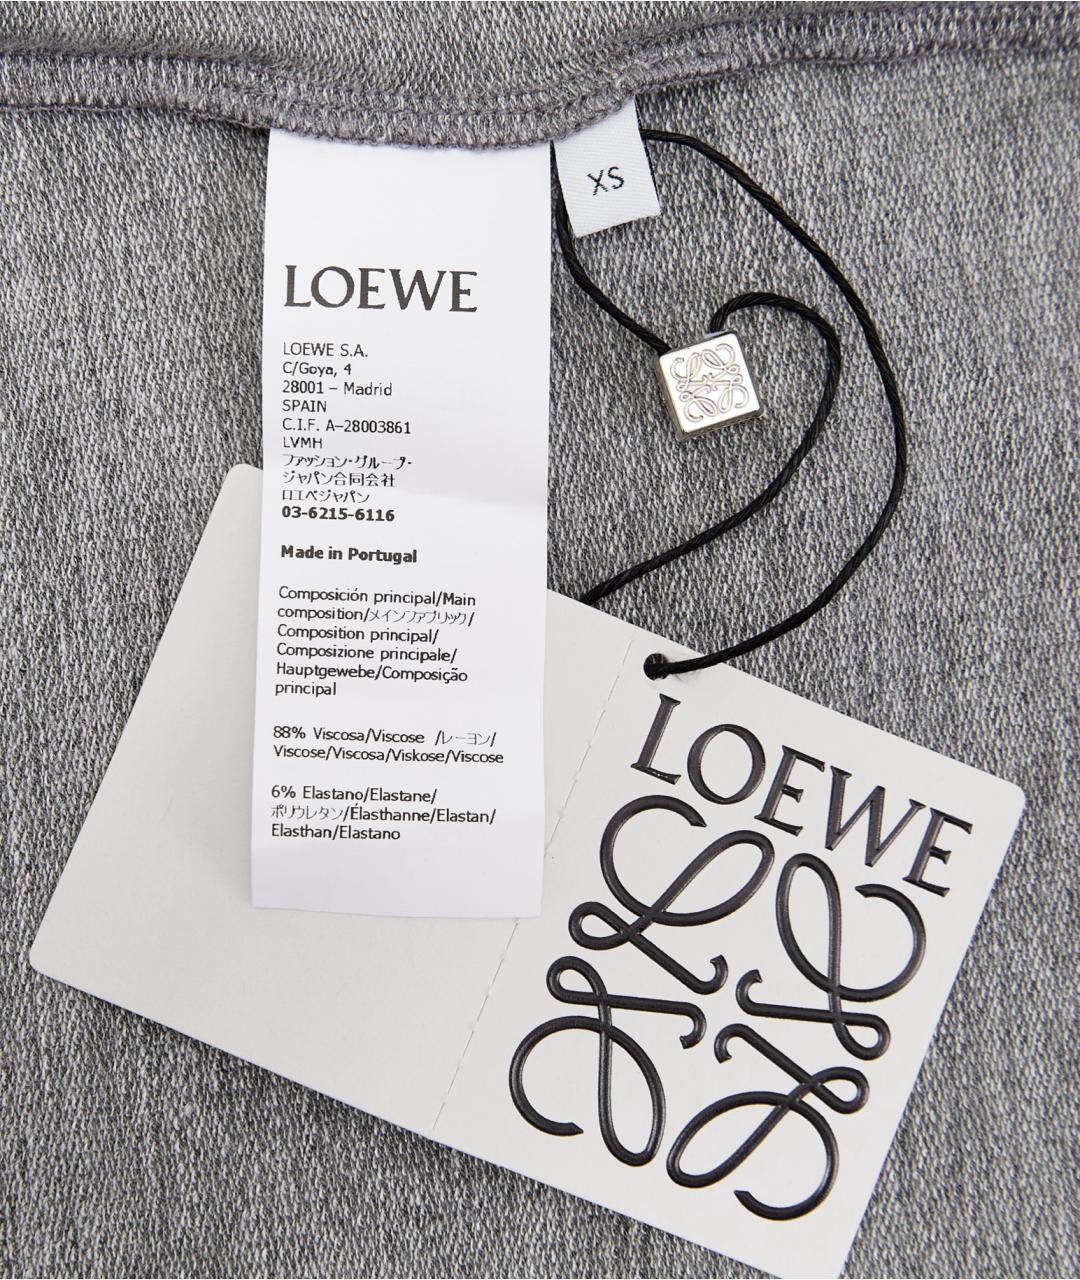 XS
LOEWE
LOEWE S.A.
C/Goya, 4
28001 – Madrid
SPAIN
C.I.F. A–28003861
LVMH
ファッション・グループ・
ジャパン合同会社
ロエベジャパン
03-6215-6116
Made in Portugal
Composición principal/Main
composition/メインファブリック/
Composition principal/
Composizione principale/
Hauptgewebe/Composição
principal
88% Viscosa/Viscose /レーヨン/
Viscose/Viscosa/Viskose/Viscose
6% Elastano/Elastane/
ポリウレタン/Élasthanne/Elastan/
Elasthan/Elastano
LOEWE